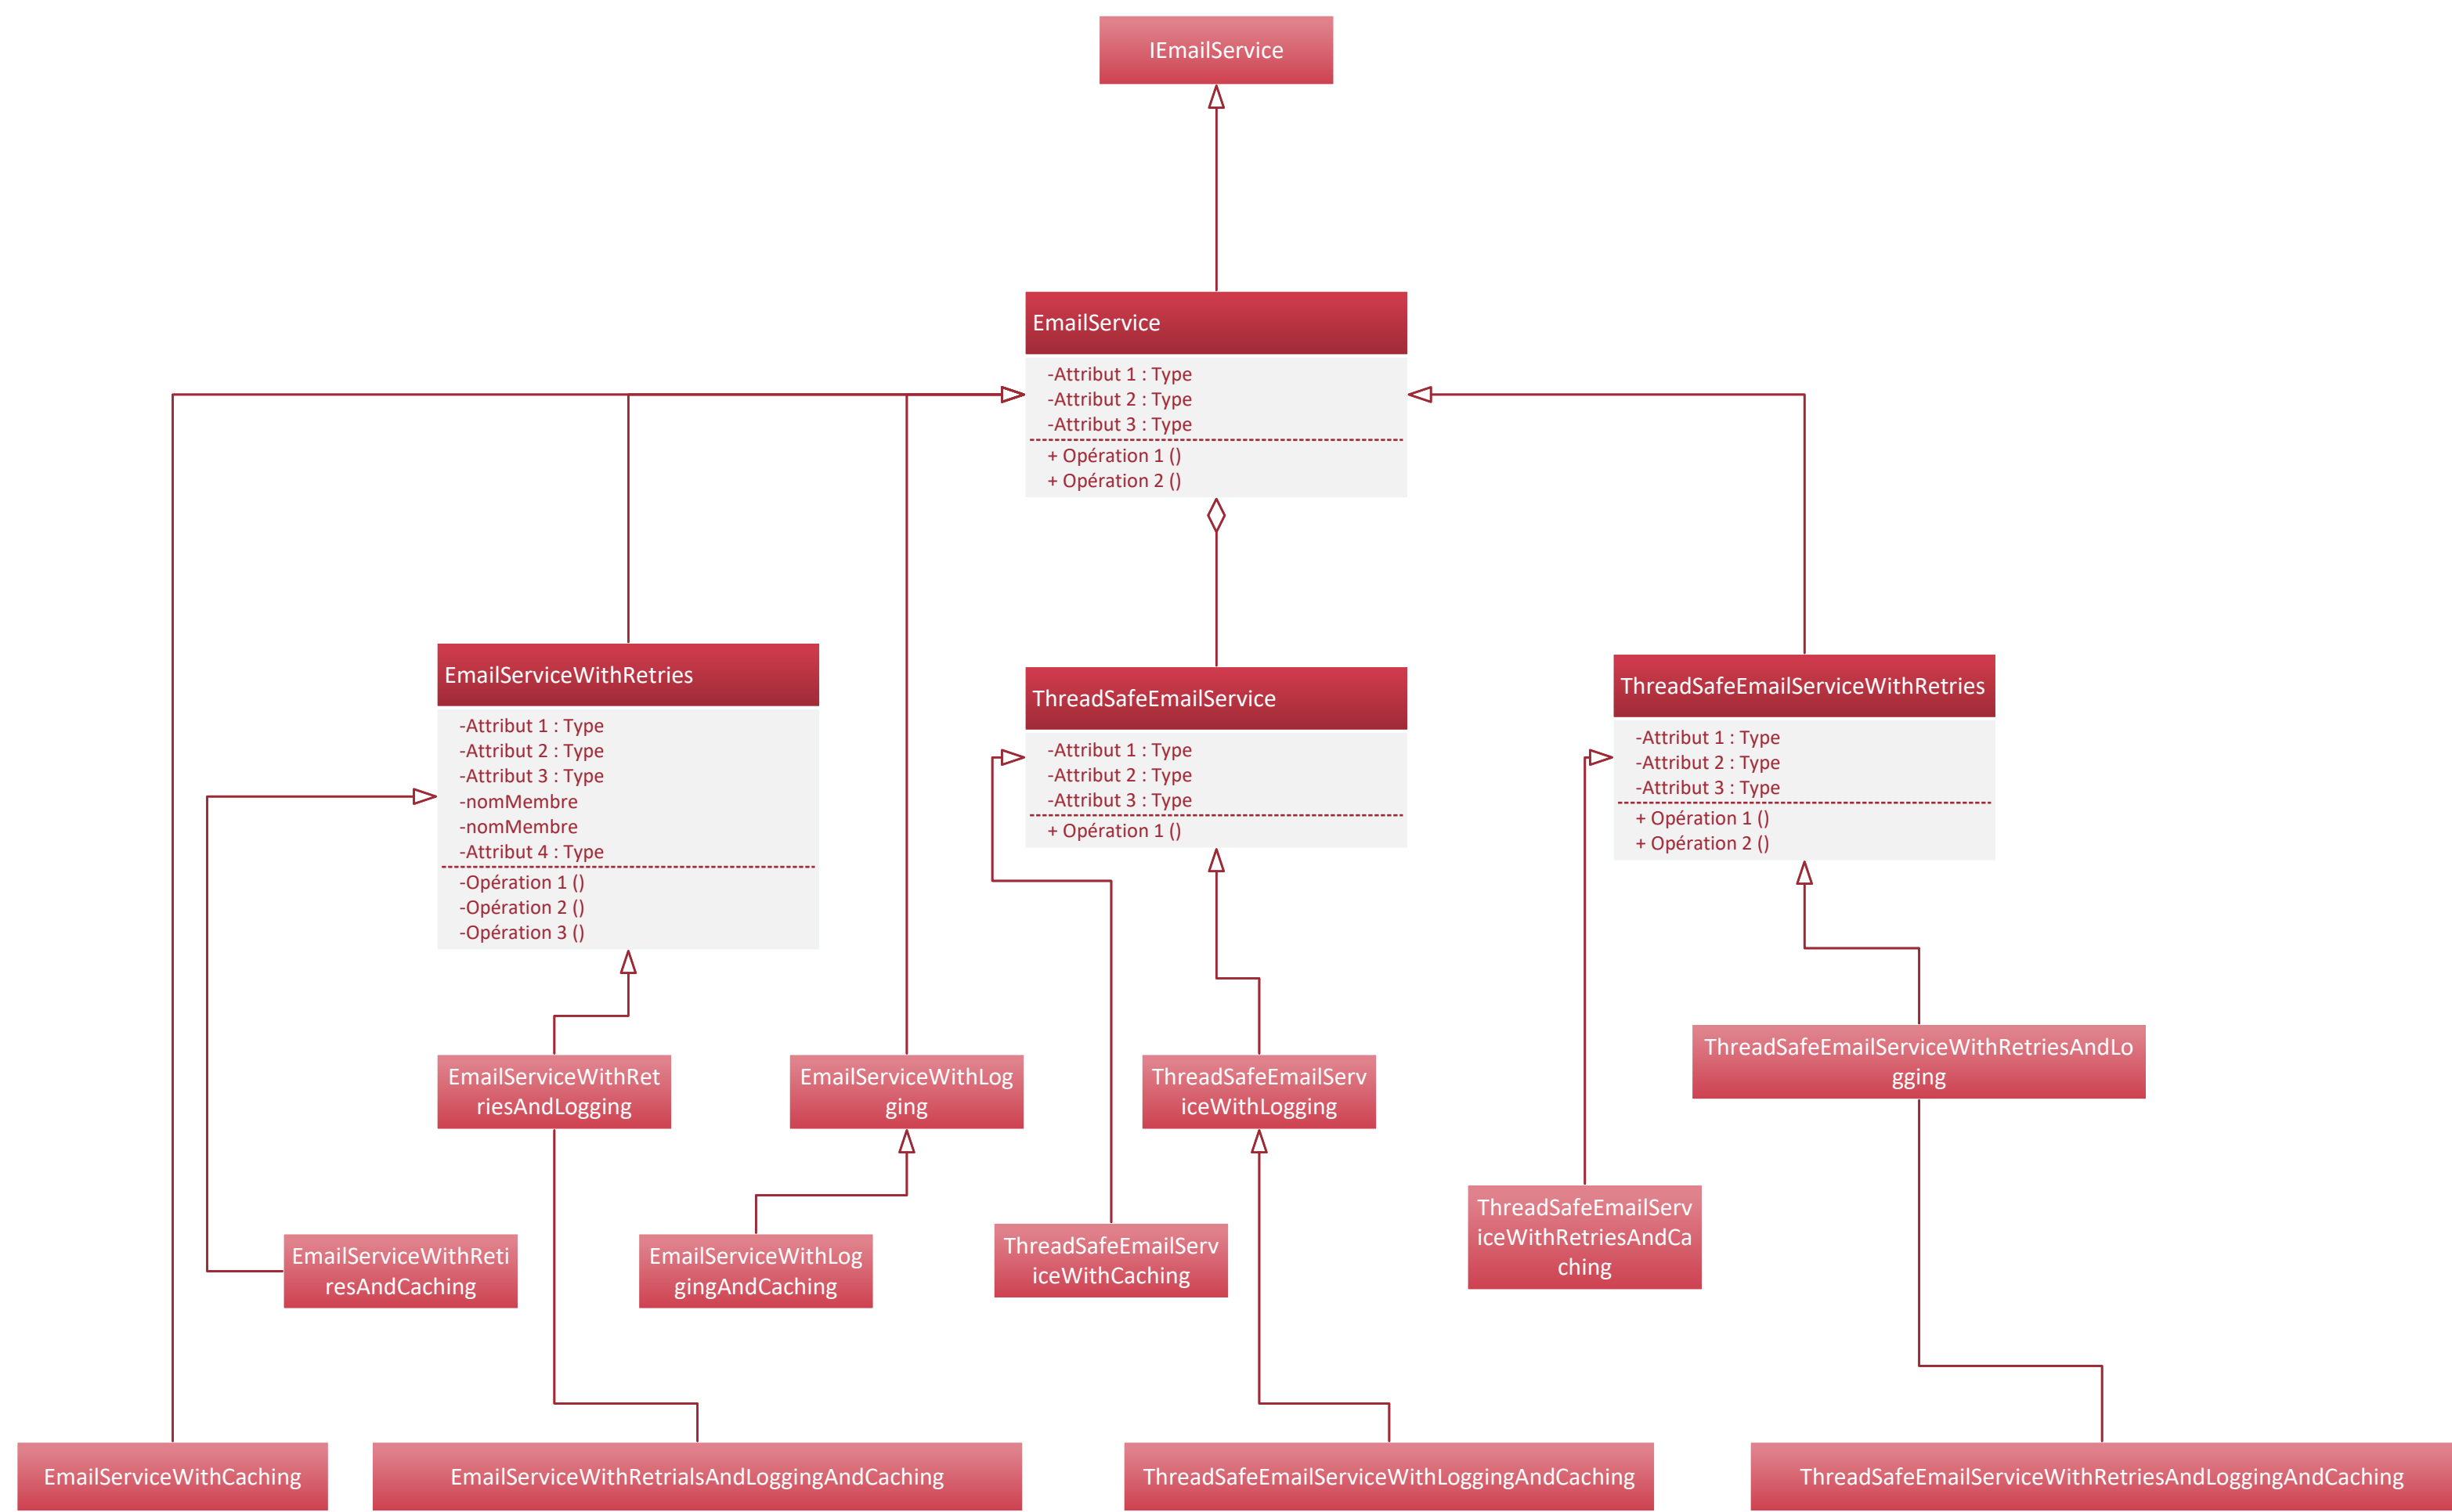 IEmailService
EmailService
-Attribut 1 : Type
-Attribut 2 : Type
-Attribut 3 : Type
+ Opération 1 ()
+ Opération 2 ()
EmailServiceWithRetries
-Attribut 1 : Type
-Attribut 2 : Type
-Attribut 3 : Type
-nomMembre
-nomMembre
-Attribut 4 : Type
-Opération 1 ()
-Opération 2 ()
-Opération 3 ()
ThreadSafeEmailService
-Attribut 1 : Type
-Attribut 2 : Type
-Attribut 3 : Type
+ Opération 1 ()
ThreadSafeEmailServiceWithRetries
-Attribut 1 : Type
-Attribut 2 : Type
-Attribut 3 : Type
+ Opération 1 ()
+ Opération 2 ()
EmailServiceWithRet
riesAndLogging
EmailServiceWithLog
ging
ThreadSafeEmailServ
iceWithLogging
ThreadSafeEmailServiceWithRetriesAndLo
gging
EmailServiceWithReti
resAndCaching
EmailServiceWithLog
gingAndCaching
ThreadSafeEmailServ
iceWithCaching
ThreadSafeEmailServ
iceWithRetriesAndCa
ching
EmailServiceWithCaching
EmailServiceWithRetrialsAndLoggingAndCaching
ThreadSafeEmailServiceWithLoggingAndCaching
ThreadSafeEmailServiceWithRetriesAndLoggingAndCaching